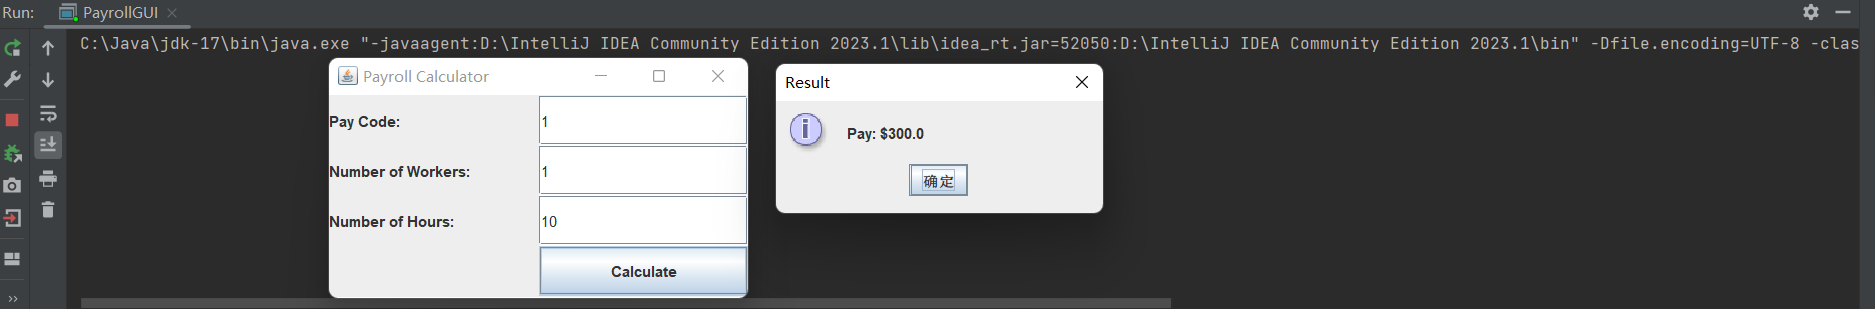 Run: PayrollGUI
C:\Java\jdk-17\bin\java.exe "-javaagent:D:\IntelliJ IDEA Community Edition 2023.1\lib\idea_rt.jar=52050:D:\IntelliJ IDEA Community Edition 2023.1\bin" -Dfile.encoding=UTF-8 -clas
Payroll Calculator
Pay Code: 1
Number of Workers: 1
Number of Hours: 10
Calculate
Result
Pay: $300.0
确定